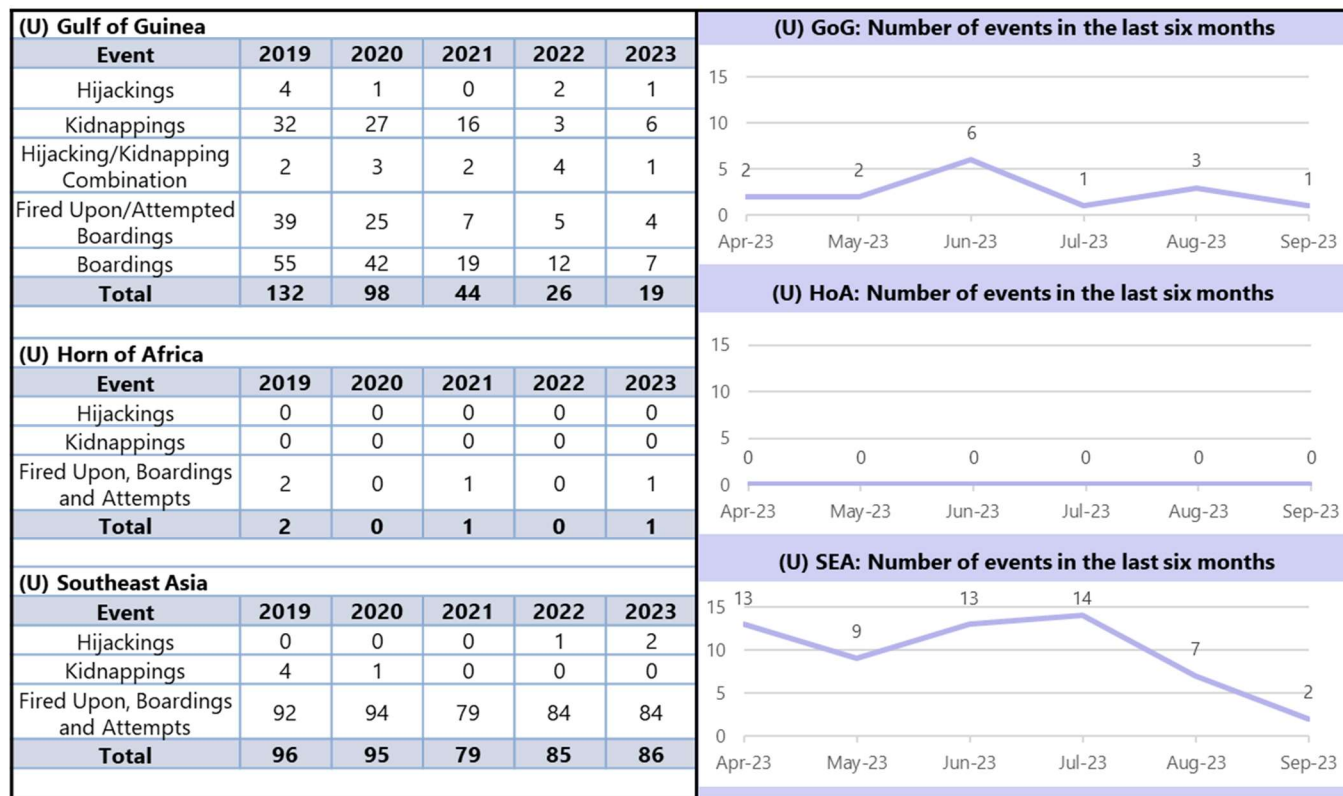 (U) Gulf of Guinea
Event 2019 2020 2021 2022 2023
Hijackings 4 1 0 2 1
Kidnappings 32 27 16 3 6
Hijacking/Kidnapping
Combination 2 3 2 4 1
Fired Upon/Attempted
Boardings 39 25 7 5 4
Boardings 55 42 19 12 7
Total 132 98 44 26 19
(U) Horn of Africa
Event 2019 2020 2021 2022 2023
Hijackings 0 0 0 0 0
Kidnappings 0 0 0 0 0
Fired Upon, Boardings
and Attempts 2 0 1 0 1
Total 2 0 1 0 1
(U) Southeast Asia
Event 2019 2020 2021 2022 2023
Hijackings 0 0 0 1 2
Kidnappings 4 1 0 0 0
Fired Upon, Boardings
and Attempts 92 94 79 84 84
Total 96 95 79 85 86
(U) GoG: Number of events in the last six months
15
10
5
0
2 2 6 1 3 1
Apr-23 May-23 Jun-23 Jul-23 Aug-23 Sep-23
(U) HoA: Number of events in the last six months
15
10
5
0
0 0 0 0 0 0
Apr-23 May-23 Jun-23 Jul-23 Aug-23 Sep-23
(U) SEA: Number of events in the last six months
15
10
5
0
13 9 13 14 7 2
Apr-23 May-23 Jun-23 Jul-23 Aug-23 Sep-23